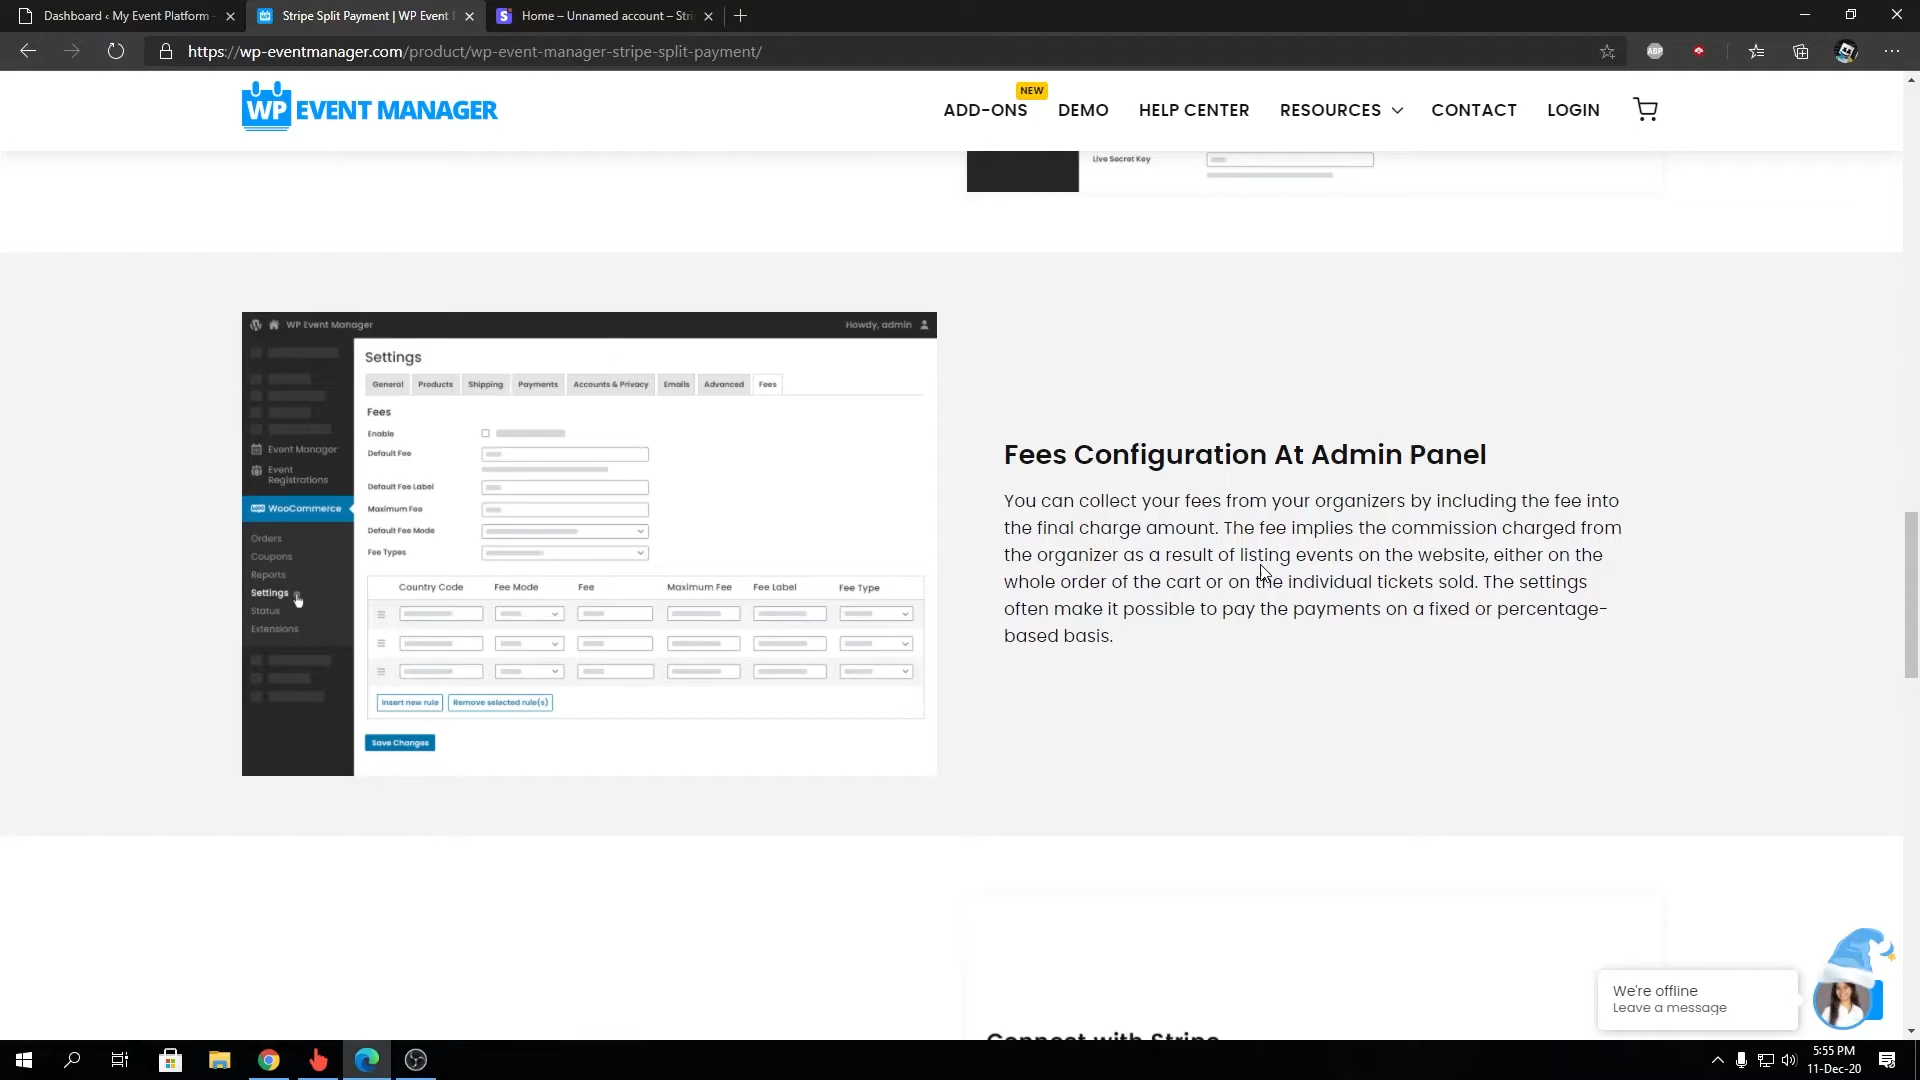 Dashboard ‹ My Event Platform
Stripe Split Payment | WP Event
Home – Unnamed account – Stri
https://wp-eventmanager.com/product/wp-event-manager-stripe-split-payment/
ABP
WP EVENT MANAGER
ADD-ONS
NEW
DEMO
HELP CENTER
RESOURCES
CONTACT
LOGIN
Live Secret Key
WP Event Manager
Howdy, admin
Settings
General
Products
Shipping
Payments
Accounts & Privacy
Emails
Advanced
Fees
Fees
Enable
Default Fee
Default Fee Label
Maximum Fee
Default Fee Mode
Fee Types
Event Manager
Event
Registrations
WooCommerce
Orders
Coupons
Reports
Settings
Status
Extensions
Country Code
Fee Mode
Fee
Maximum Fee
Fee Label
Fee Type
Insert new rule
Remove selected rule(s)
Save Changes
Fees Configuration At Admin Panel
You can collect your fees from your organizers by including the fee into
the final charge amount. The fee implies the commission charged from
the organizer as a result of listing events on the website, either on the
whole order of the cart or on the individual tickets sold. The settings
often make it possible to pay the payments on a fixed or percentage-
based basis.
Connect with Stripe
We're offline
Leave a message
5:55 PM
11-Dec-20